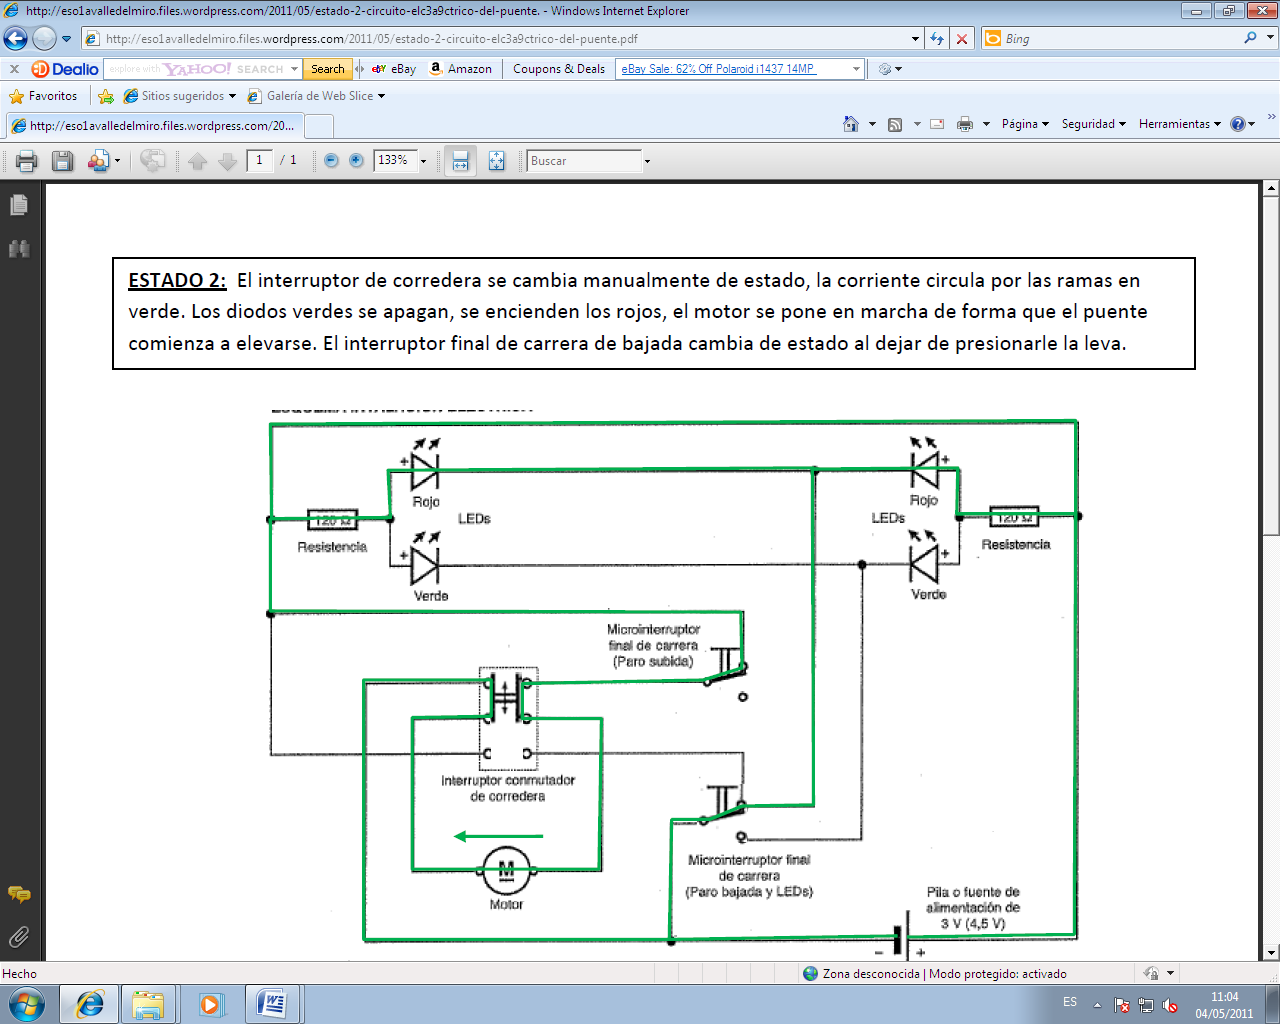 http://eso1avalledelmiro.files.wordpress.com/2011/05/estado-2-circuito-elc3a9ctrico-del-puente. - Windows Internet Explorer
http://eso1avalledelmiro.files.wordpress.com/2011/05/estado-2-circuito-elc3a9ctrico-del-puente.pdf
Bing
X Dealio explore with YAHOO! SEARCH Search eBay Amazon Coupons & Deals eBay Sale: 62% Off Polaroid i1437 14MP
Favoritos Sitios sugeridos Galería de Web Slice
http://eso1avalledelmiro.files.wordpress.com/20...
Página Seguridad Herramientas
1 / 1 133% Buscar
ESTADO 2: El interruptor de corredera se cambia manualmente de estado, la corriente circula por las ramas en
verde. Los diodos verdes se apagan, se encienden los rojos, el motor se pone en marcha de forma que el puente
comienza a elevarse. El interruptor final de carrera de bajada cambia de estado al dejar de presionarle la leva.
+
+
Rojo
Rojo
LEDs
LEDs
120 Ω
120 Ω
Resistencia
Resistencia
+
+
Verde
Verde
Microinterruptor
final de carrera
(Paro subida)
Interruptor conmutador
de corredera
M
Motor
Microinterruptor final
de carrera
(Paro bajada y LEDs)
Pila o fuente de
alimentación de
3 V (4,5 V)
− +
Hecho
Zona desconocida | Modo protegido: activado
ES
11:04
04/05/2011